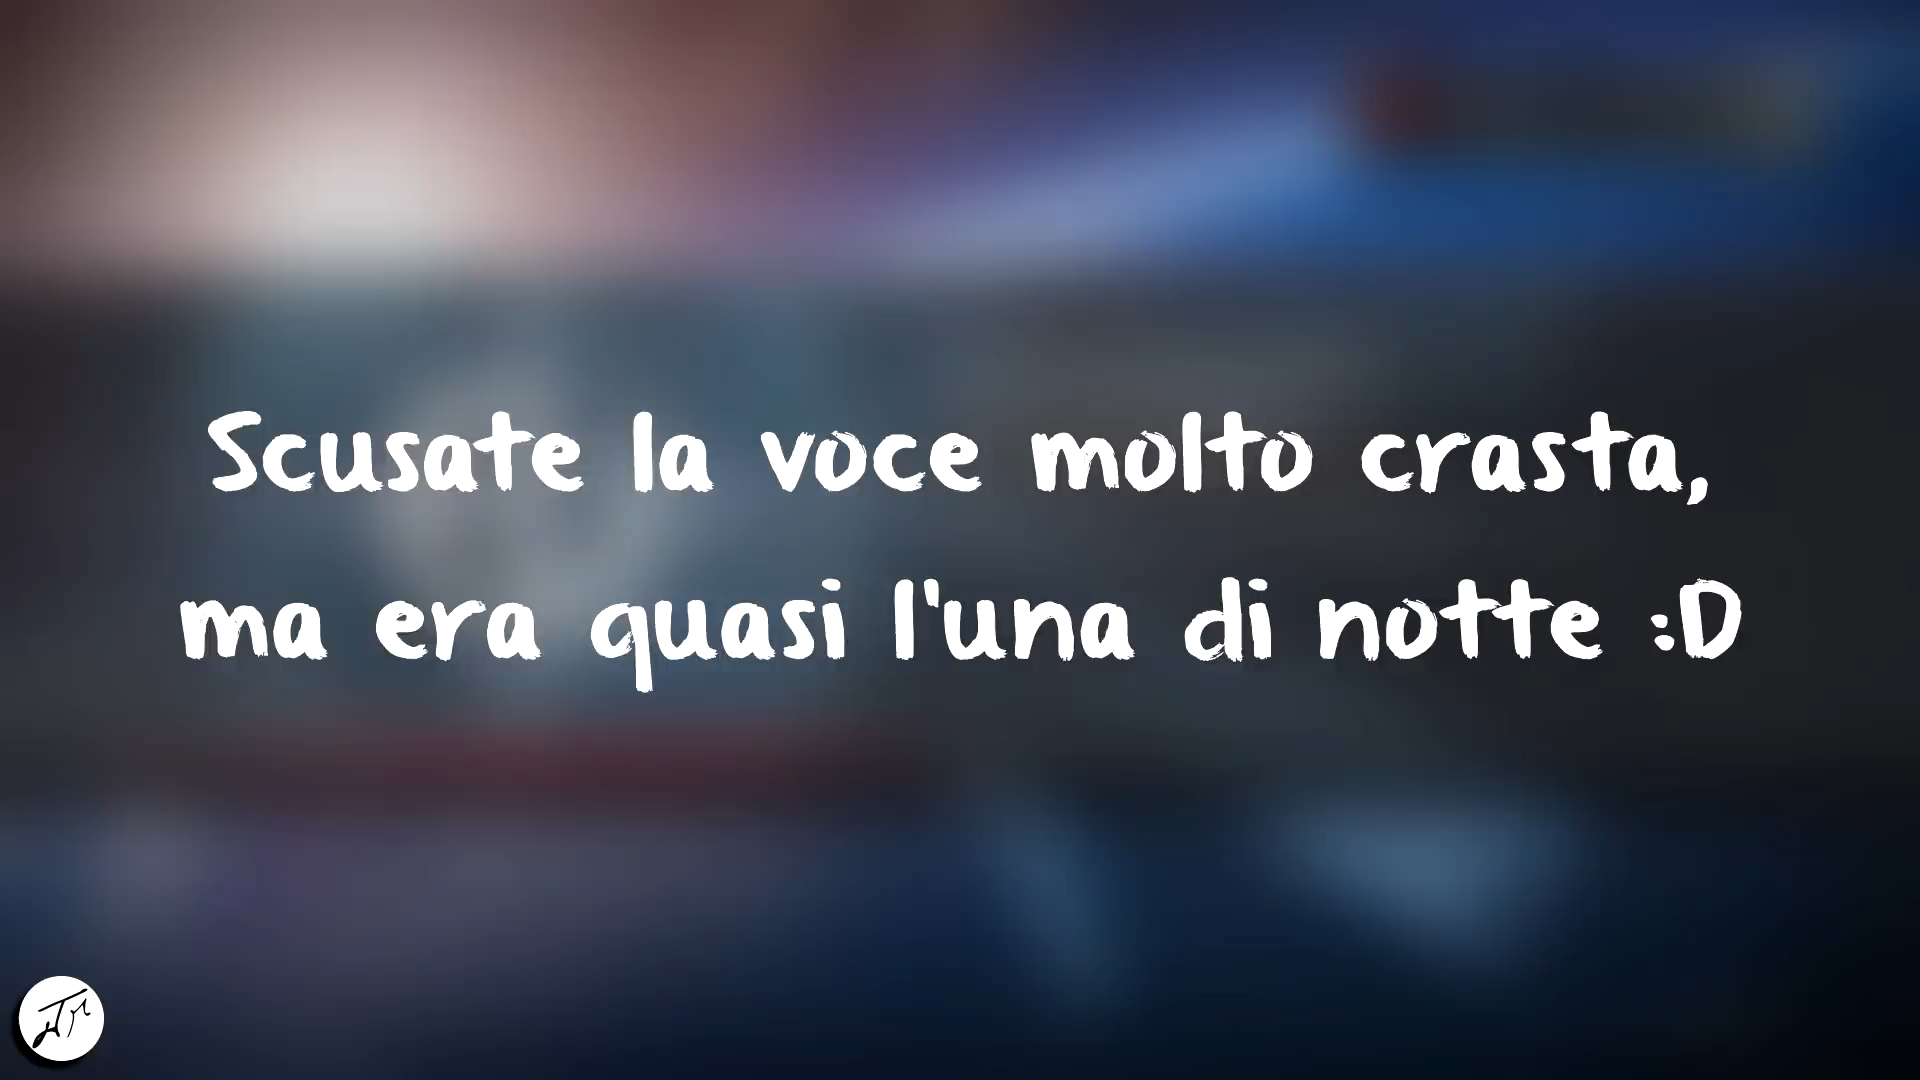 Scusate la voce molto crasta,
ma era quasi l'una di notte :D